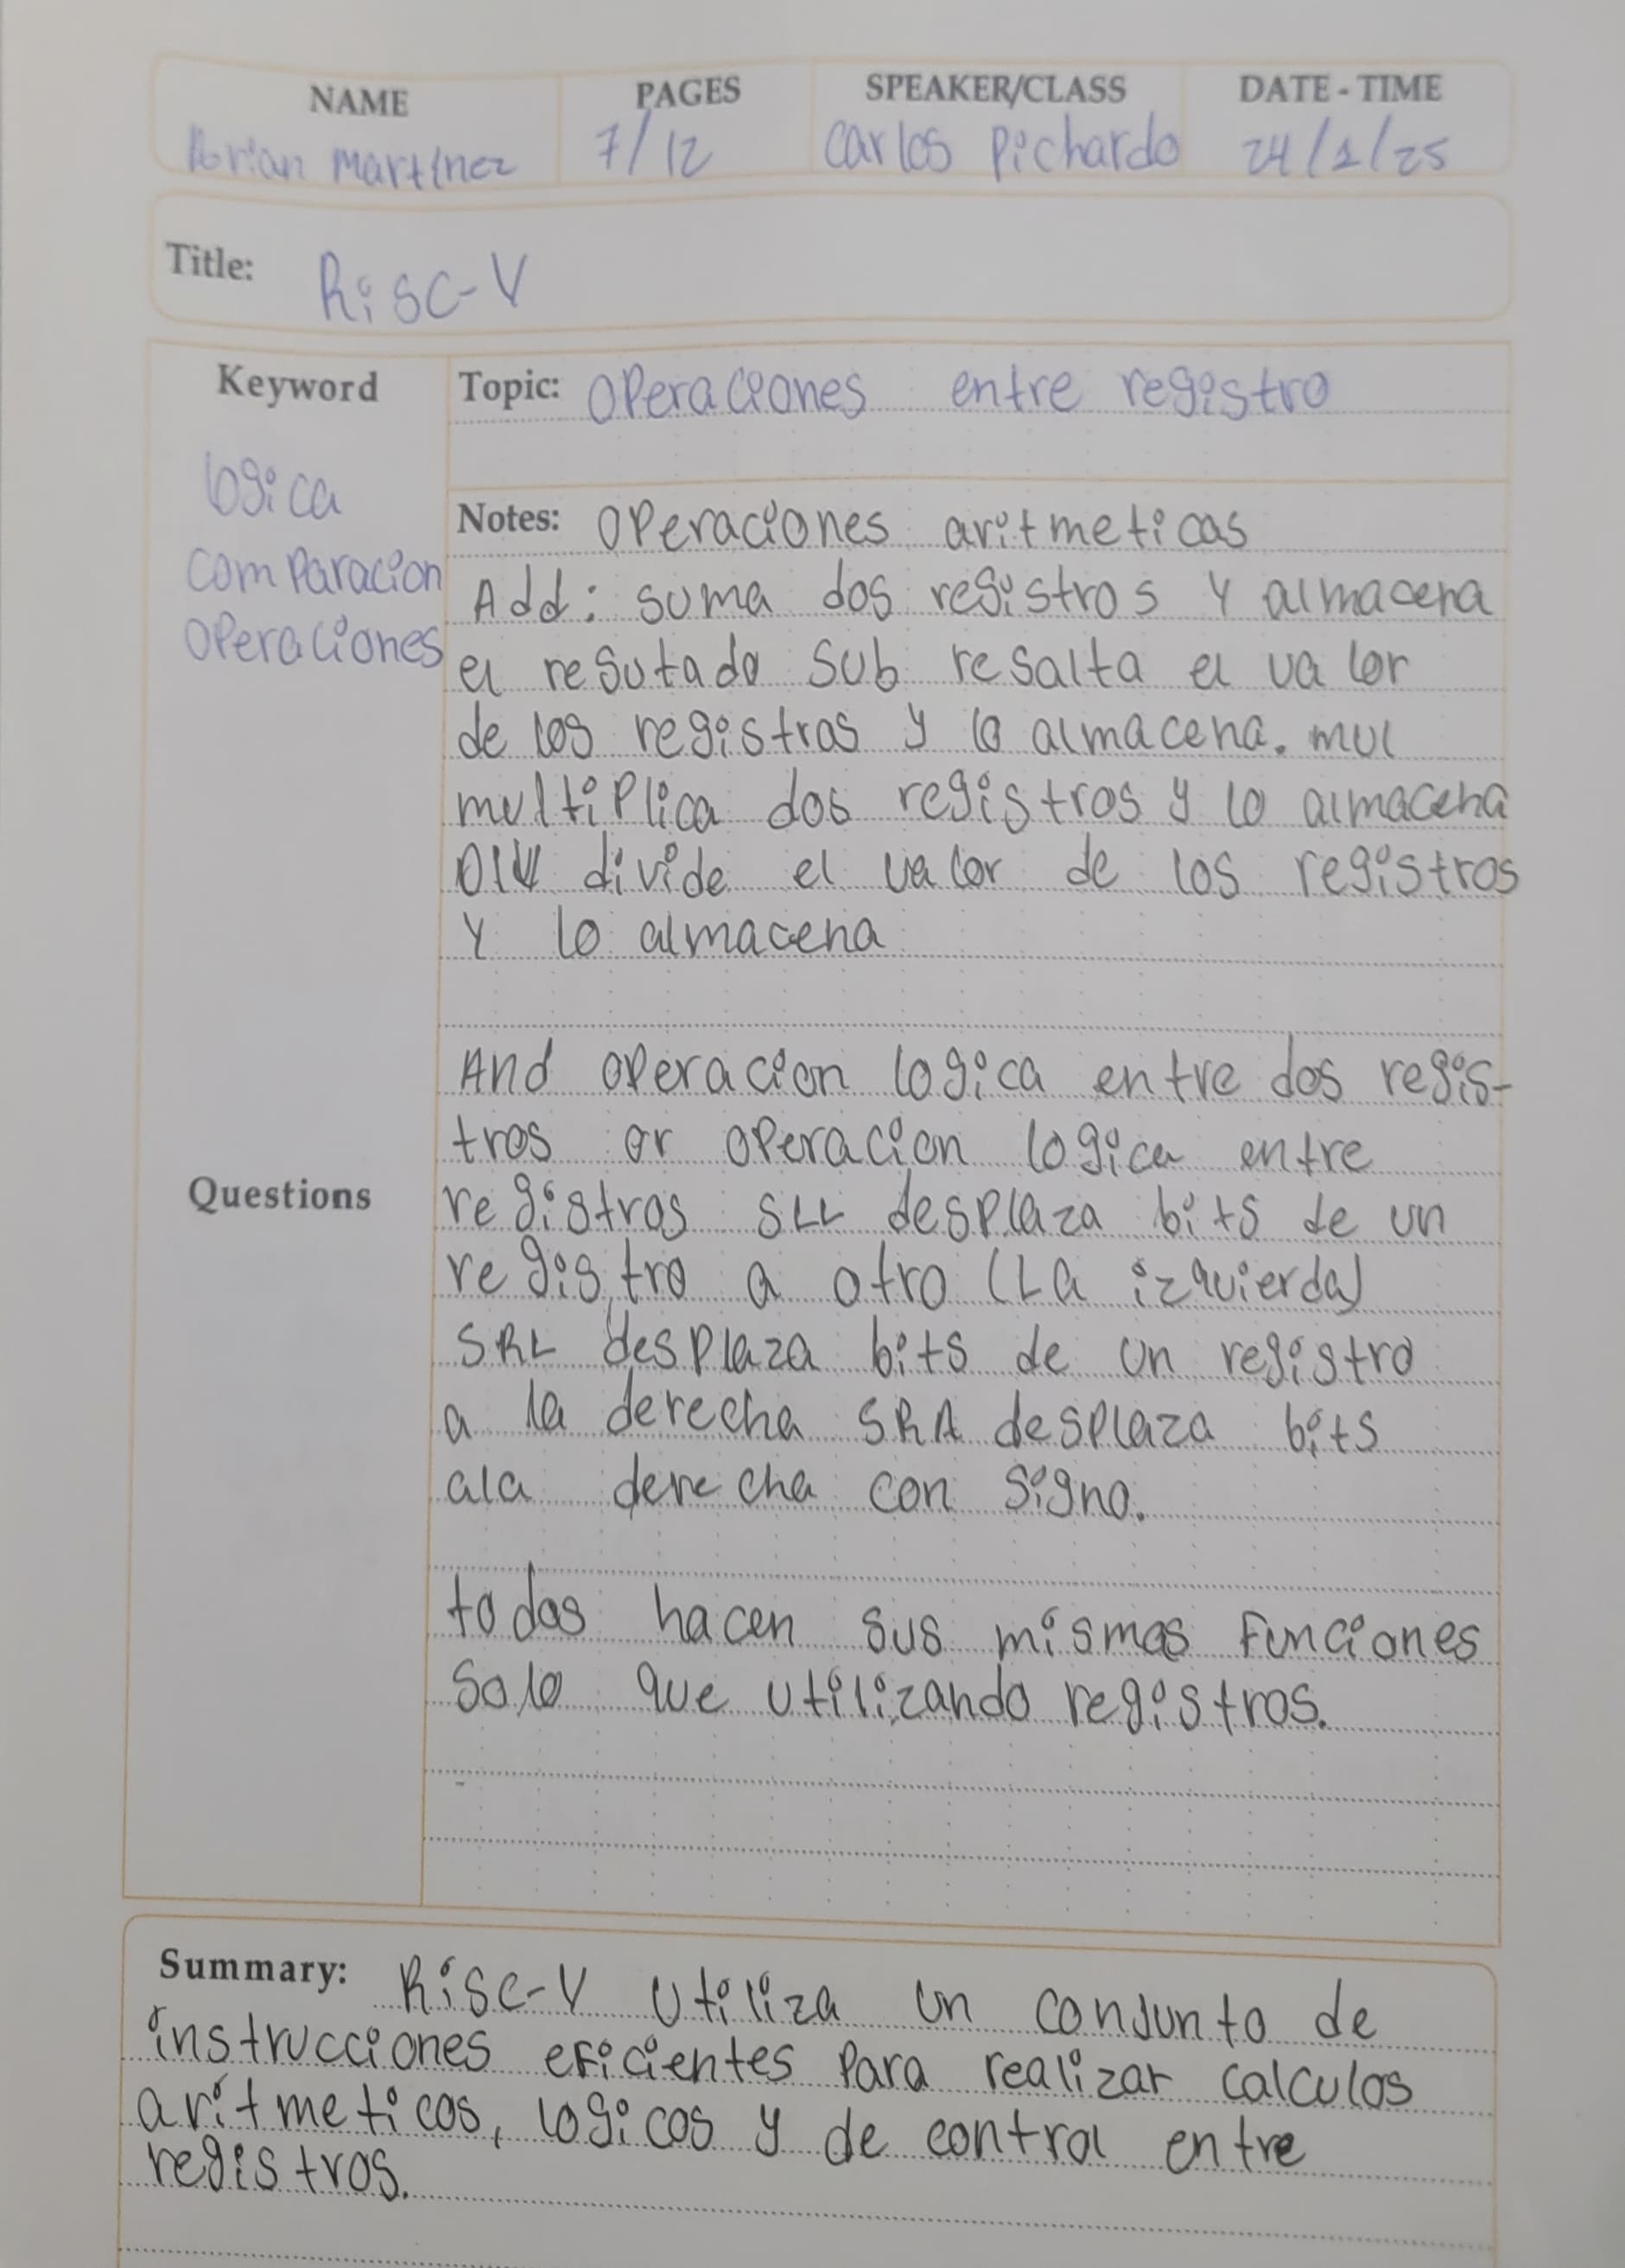 NAME PAGES SPEAKER/CLASS DATE - TIME
Adrian Martinez 7/12 Carlos Pichardo 24/1/25
Title: Risc-V
Keyword Topic: Operaciones entre registro
logica
Comparacion
Operaciones
Notes: Operaciones aritmeticas
Add: suma dos registros y almacena
el resutado sub resalta el valor
de los registros y lo almacena. mul
multiplica dos registros y lo almacena
DIV divide el valor de los registros
y lo almacena
And operacion logica entre dos regis-
tros or operacion logica entre
Questions
registros SLL desplaza bits de un
registro a otro (La izquierda)
SRL desplaza bits de un registro
a la derecha SRA desplaza bits
ala derecha con signo.
todas hacen sus mismas Funciones
solo que utilizando registros.
Summary: Risc-V utiliza un conjunto de
instrucciones eficientes para realizar calculos
aritmeticos, logicos y de control entre
registros.